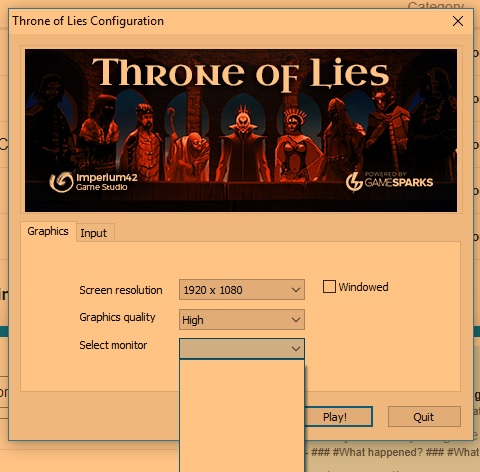 Category
Throne of Lies Configuration
THRONE OF LIES
Imperium42
Game Studio
POWERED BY
GAMESPARKS
Graphics
Input
Screen resolution
1920 x 1080
Windowed
Graphics quality
High
Select monitor
Play!
Quit
- ### #What happened? ### #What